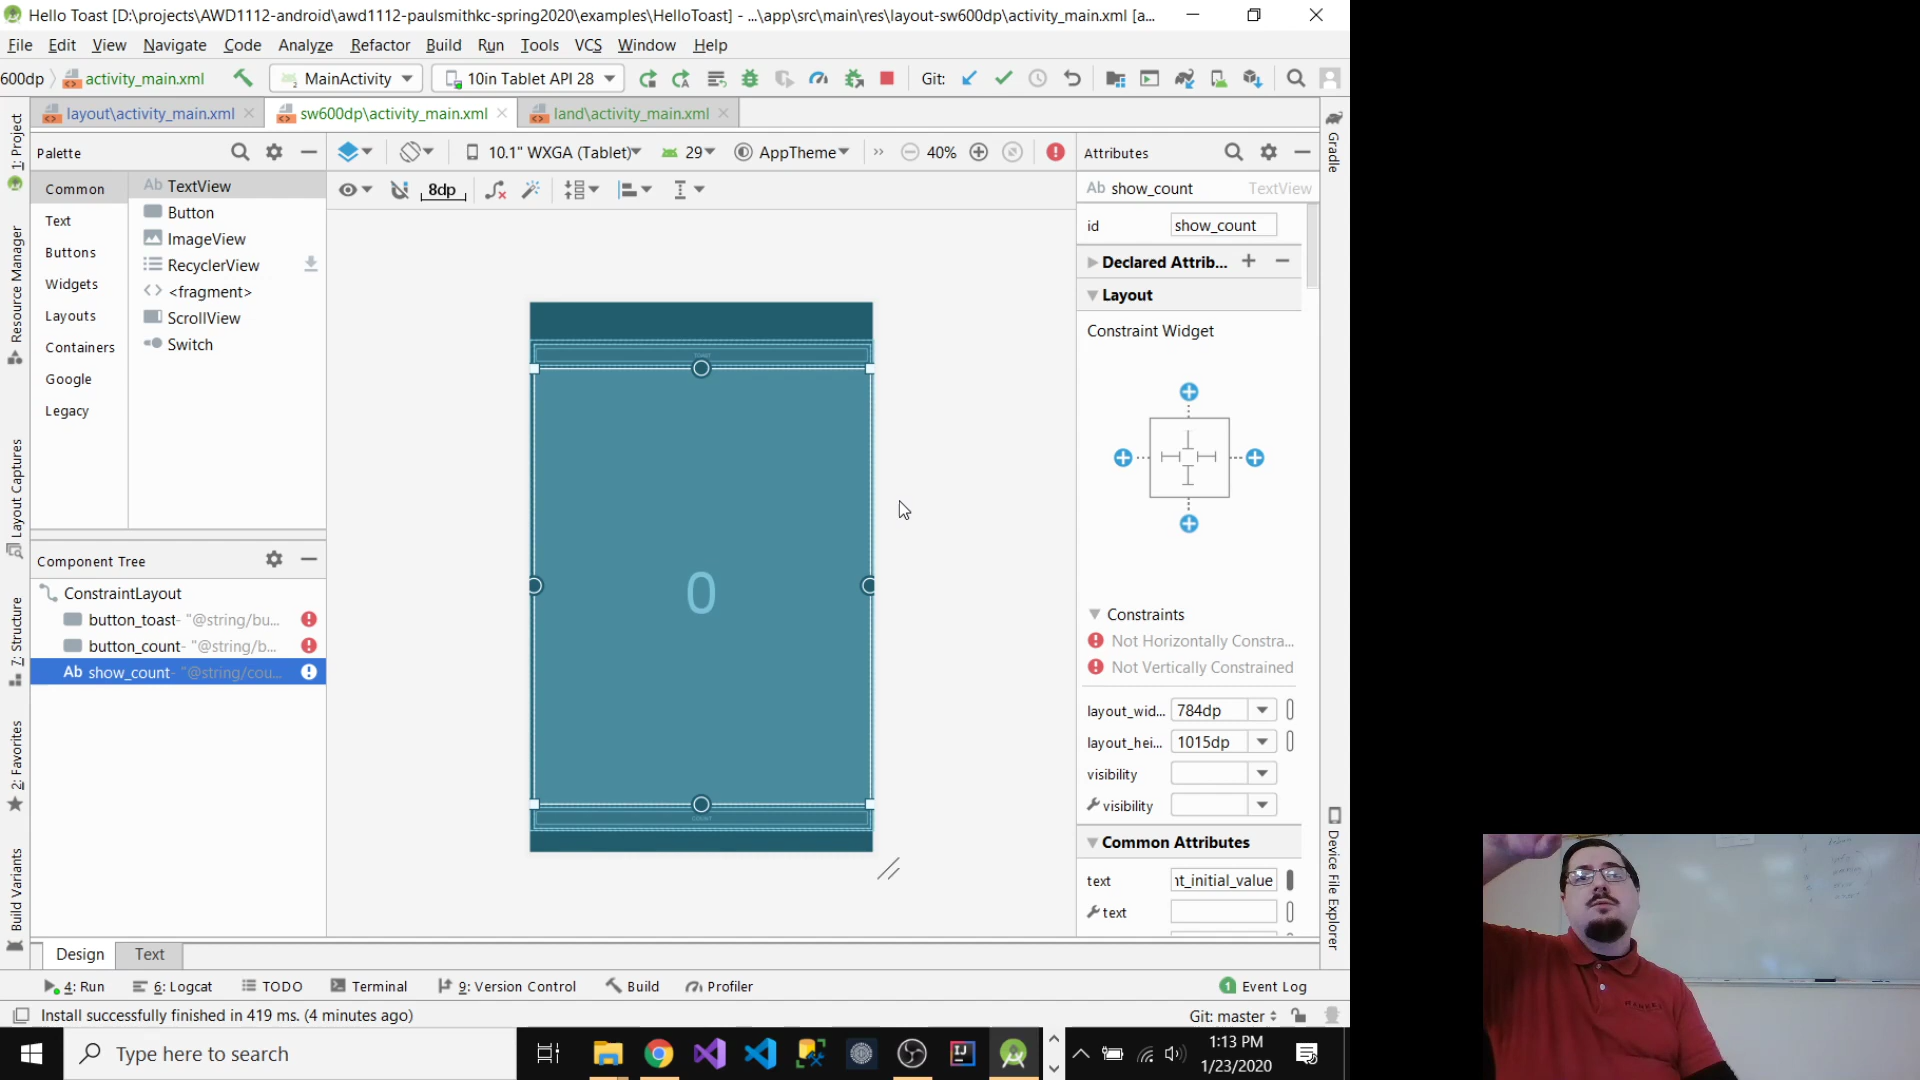 Hello Toast [D:\projects\AWD1112-android\awd1112-paulsmithkc-spring2020\examples\HelloToast] - ...\app\src\main\res\layout-sw600dp\activity_main.xml [a...
File Edit View Navigate Code Analyze Refactor Build Run Tools VCS Window Help
600dp activity_main.xml MainActivity 10in Tablet API 28 Git:
layout\activity_main.xml sw600dp\activity_main.xml land\activity_main.xml
Palette 10.1" WXGA (Tablet) 29 AppTheme » 40% Attributes
8dp
Common
Text
Buttons
Widgets
Layouts
Containers
Google
Legacy
Ab TextView
Button
ImageView
RecyclerView
<> <fragment>
ScrollView
Switch
Component Tree
ConstraintLayout
button_toast- "@string/bu...
button_count- "@string/b...
Ab show_count- "@string/cou...
TOAST
0
COUNT
Ab show_count TextView
id show_count
Declared Attrib... + −
Layout
Constraint Widget
Constraints
Not Horizontally Constra...
Not Vertically Constrained
layout_wid... 784dp
layout_hei... 1015dp
visibility
visibility
Common Attributes
text nt_initial_value
text
1: Project
Resource Manager
Layout Captures
7: Structure
2: Favorites
Build Variants
Gradle
Device File Explorer
Design Text
4: Run 6: Logcat TODO Terminal 9: Version Control Build Profiler 1 Event Log
Install successfully finished in 419 ms. (4 minutes ago) Git: master
Type here to search
1:13 PM
1/23/2020